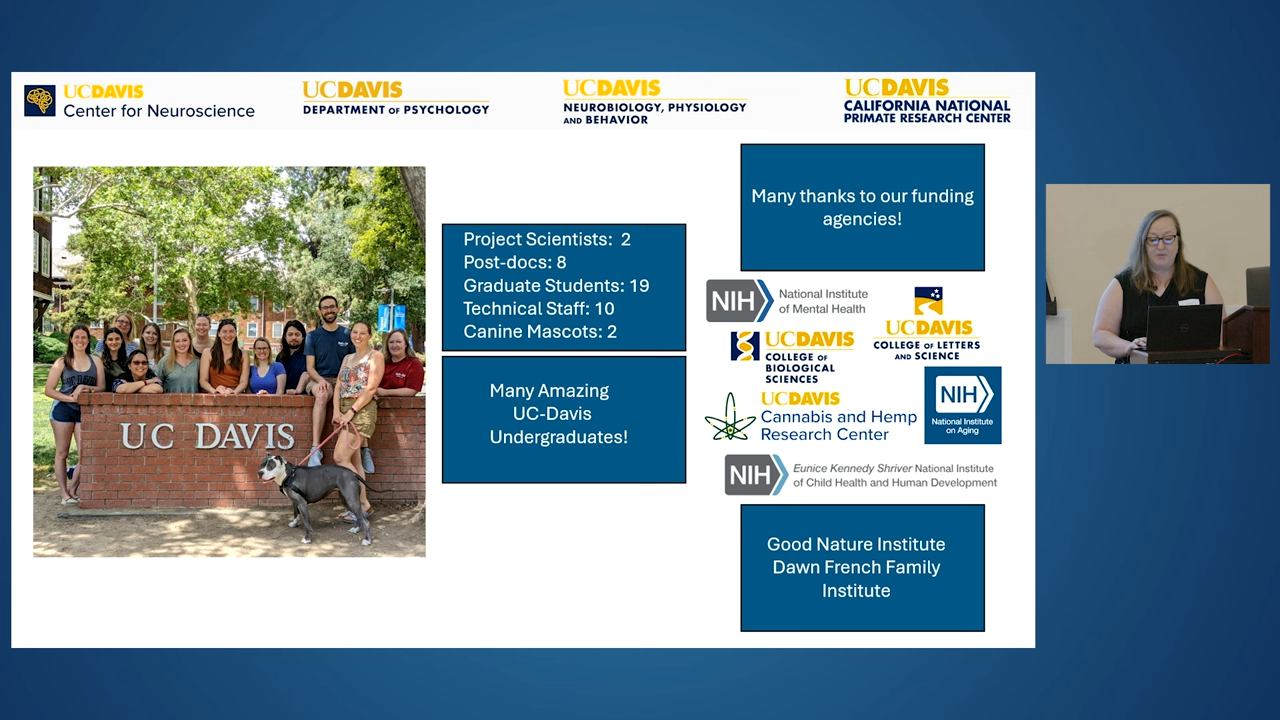 UCDAVIS
Center for Neuroscience
UCDAVIS
DEPARTMENT OF PSYCHOLOGY
UCDAVIS
NEUROBIOLOGY, PHYSIOLOGY
AND BEHAVIOR
UCDAVIS
CALIFORNIA NATIONAL
PRIMATE RESEARCH CENTER
UC DAVIS
Project Scientists: 2
Post-docs: 8
Graduate Students: 19
Technical Staff: 10
Canine Mascots: 2
Many Amazing
UC-Davis
Undergraduates!
Many thanks to our funding
agencies!
NIH
National Institute
of Mental Health
UCDAVIS
COLLEGE OF
BIOLOGICAL
SCIENCES
UCDAVIS
COLLEGE OF LETTERS
AND SCIENCE
UCDAVIS
Cannabis and Hemp
Research Center
NIH
National Institute
on Aging
NIH
Eunice Kennedy Shriver National Institute
of Child Health and Human Development
Good Nature Institute
Dawn French Family
Institute